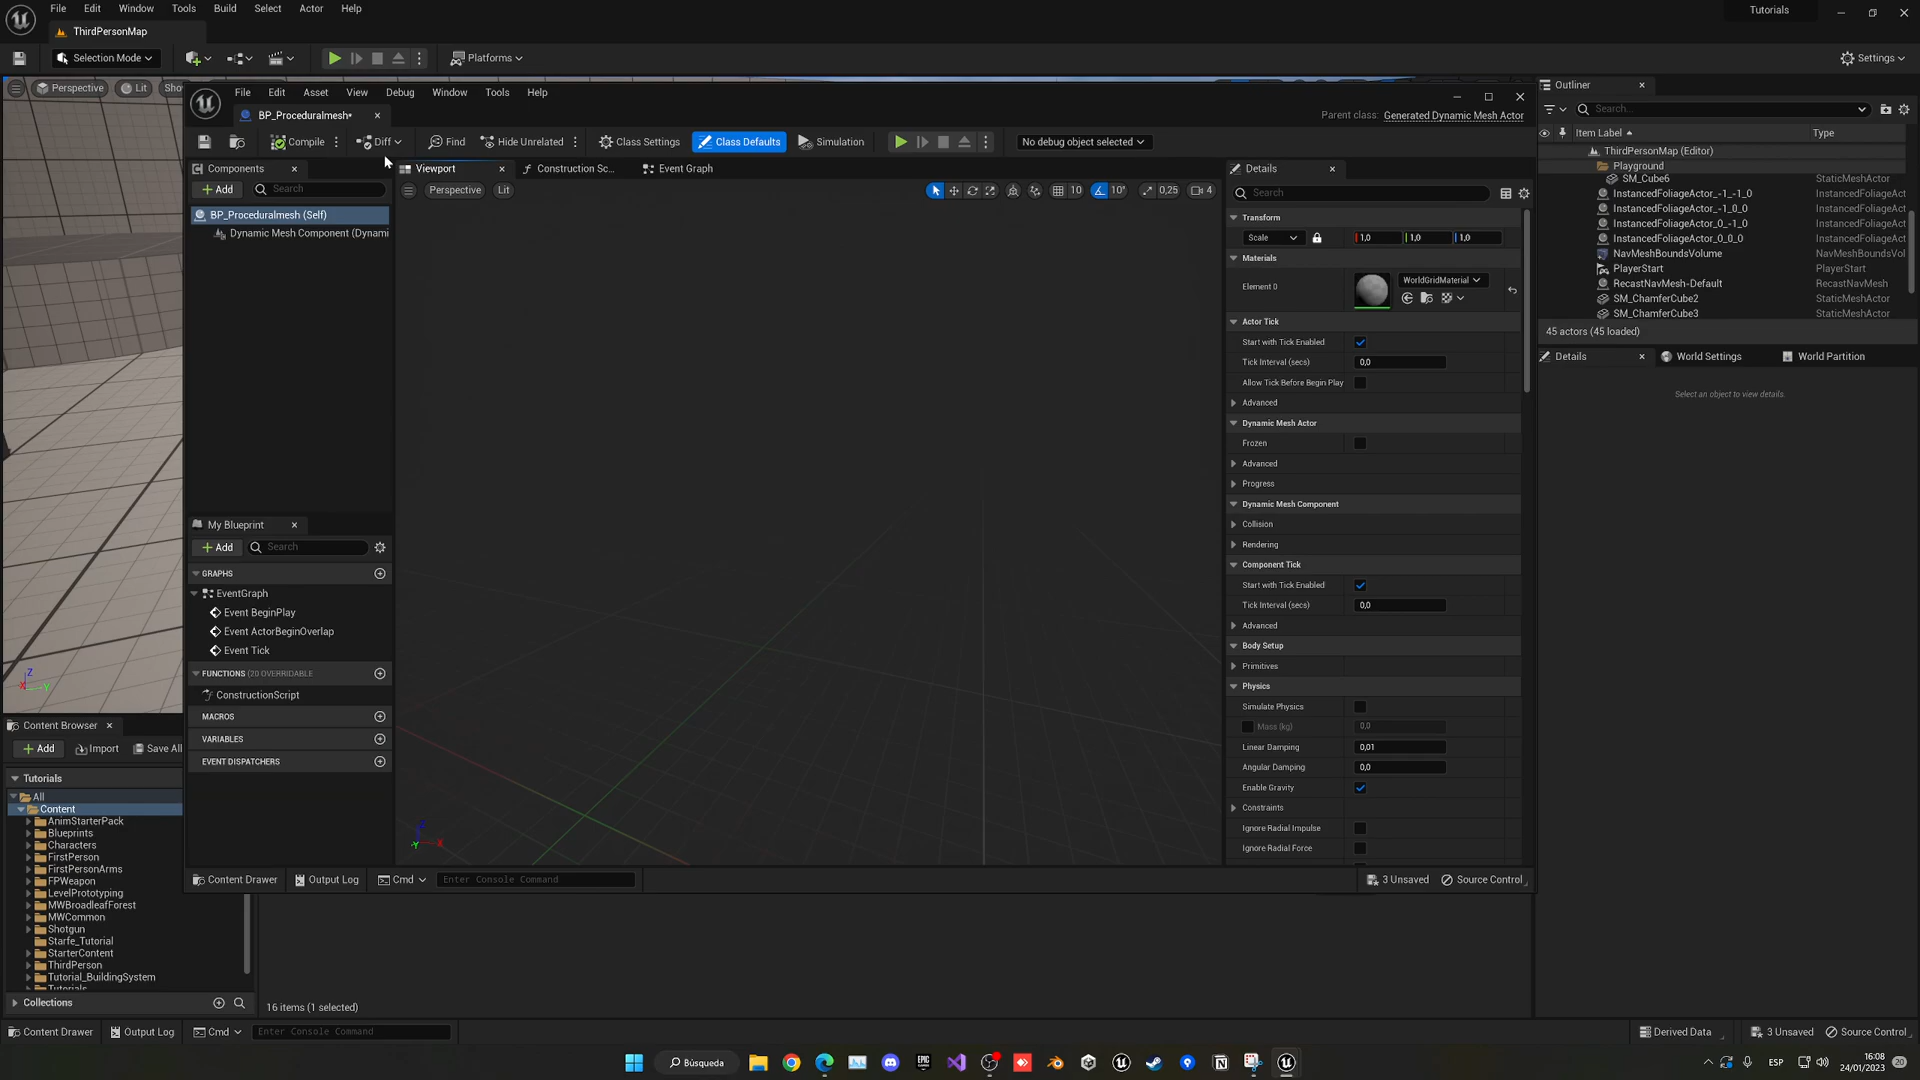 File Edit Window Tools Build Select Actor Help
Tutorials
ThirdPersonMap
Selection Mode
Platforms
Settings
Perspective Lit Sho
File Edit Asset View Debug Window Tools Help
BP_Proceduralmesh*
Parent class: Generated Dynamic Mesh Actor
Compile Diff Find Hide Unrelated Class Settings Class Defaults Simulation No debug object selected
Components
Add Search
BP_Proceduralmesh (Self)
Dynamic Mesh Component (Dynami
My Blueprint
Add Search
GRAPHS
EventGraph
Event BeginPlay
Event ActorBeginOverlap
Event Tick
FUNCTIONS (20 OVERRIDABLE
ConstructionScript
MACROS
VARIABLES
EVENT DISPATCHERS
Viewport Construction Sc... Event Graph
Perspective Lit 10 10° 0,25 4
Z
X
Y
Details
Search
Transform
Scale 1,0 1,0 1,0
Materials
Element 0 WorldGridMaterial
Actor Tick
Start with Tick Enabled
Tick Interval (secs) 0,0
Allow Tick Before Begin Play
Advanced
Dynamic Mesh Actor
Frozen
Advanced
Progress
Dynamic Mesh Component
Collision
Rendering
Component Tick
Start with Tick Enabled
Tick Interval (secs) 0,0
Advanced
Body Setup
Primitives
Physics
Simulate Physics
Mass (kg) 0,0
Linear Damping 0,01
Angular Damping 0,0
Enable Gravity
Constraints
Ignore Radial Impulse
Ignore Radial Force
Content Drawer Output Log Cmd Enter Console Command
3 Unsaved Source Control
Outliner
Search...
Item Label Type
ThirdPersonMap (Editor)
Playground
SM_Cube6 StaticMeshActor
InstancedFoliageActor_-1_-1_0 InstancedFoliageAct
InstancedFoliageActor_-1_0_0 InstancedFoliageAct
InstancedFoliageActor_0_-1_0 InstancedFoliageAct
InstancedFoliageActor_0_0_0 InstancedFoliageAct
NavMeshBoundsVolume NavMeshBoundsVol
PlayerStart PlayerStart
RecastNavMesh-Default RecastNavMesh
SM_ChamferCube2 StaticMeshActor
SM_ChamferCube3 StaticMeshActor
45 actors (45 loaded)
Details World Settings World Partition
Select an object to view details.
Z
X
Y
Content Browser
Add Import Save All
Tutorials
All
Content
AnimStarterPack
Blueprints
Characters
FirstPerson
FirstPersonArms
FPWeapon
LevelPrototyping
MWBroadleafForest
MWCommon
Shotgun
Starfe_Tutorial
StarterContent
ThirdPerson
Tutorial_BuildingSystem
Tutorials
Collections
16 items (1 selected)
Content Drawer Output Log Cmd Enter Console Command
Derived Data 3 Unsaved Source Control
Búsqueda
EPIC GAMES
ESP
16:08
24/01/2023
20